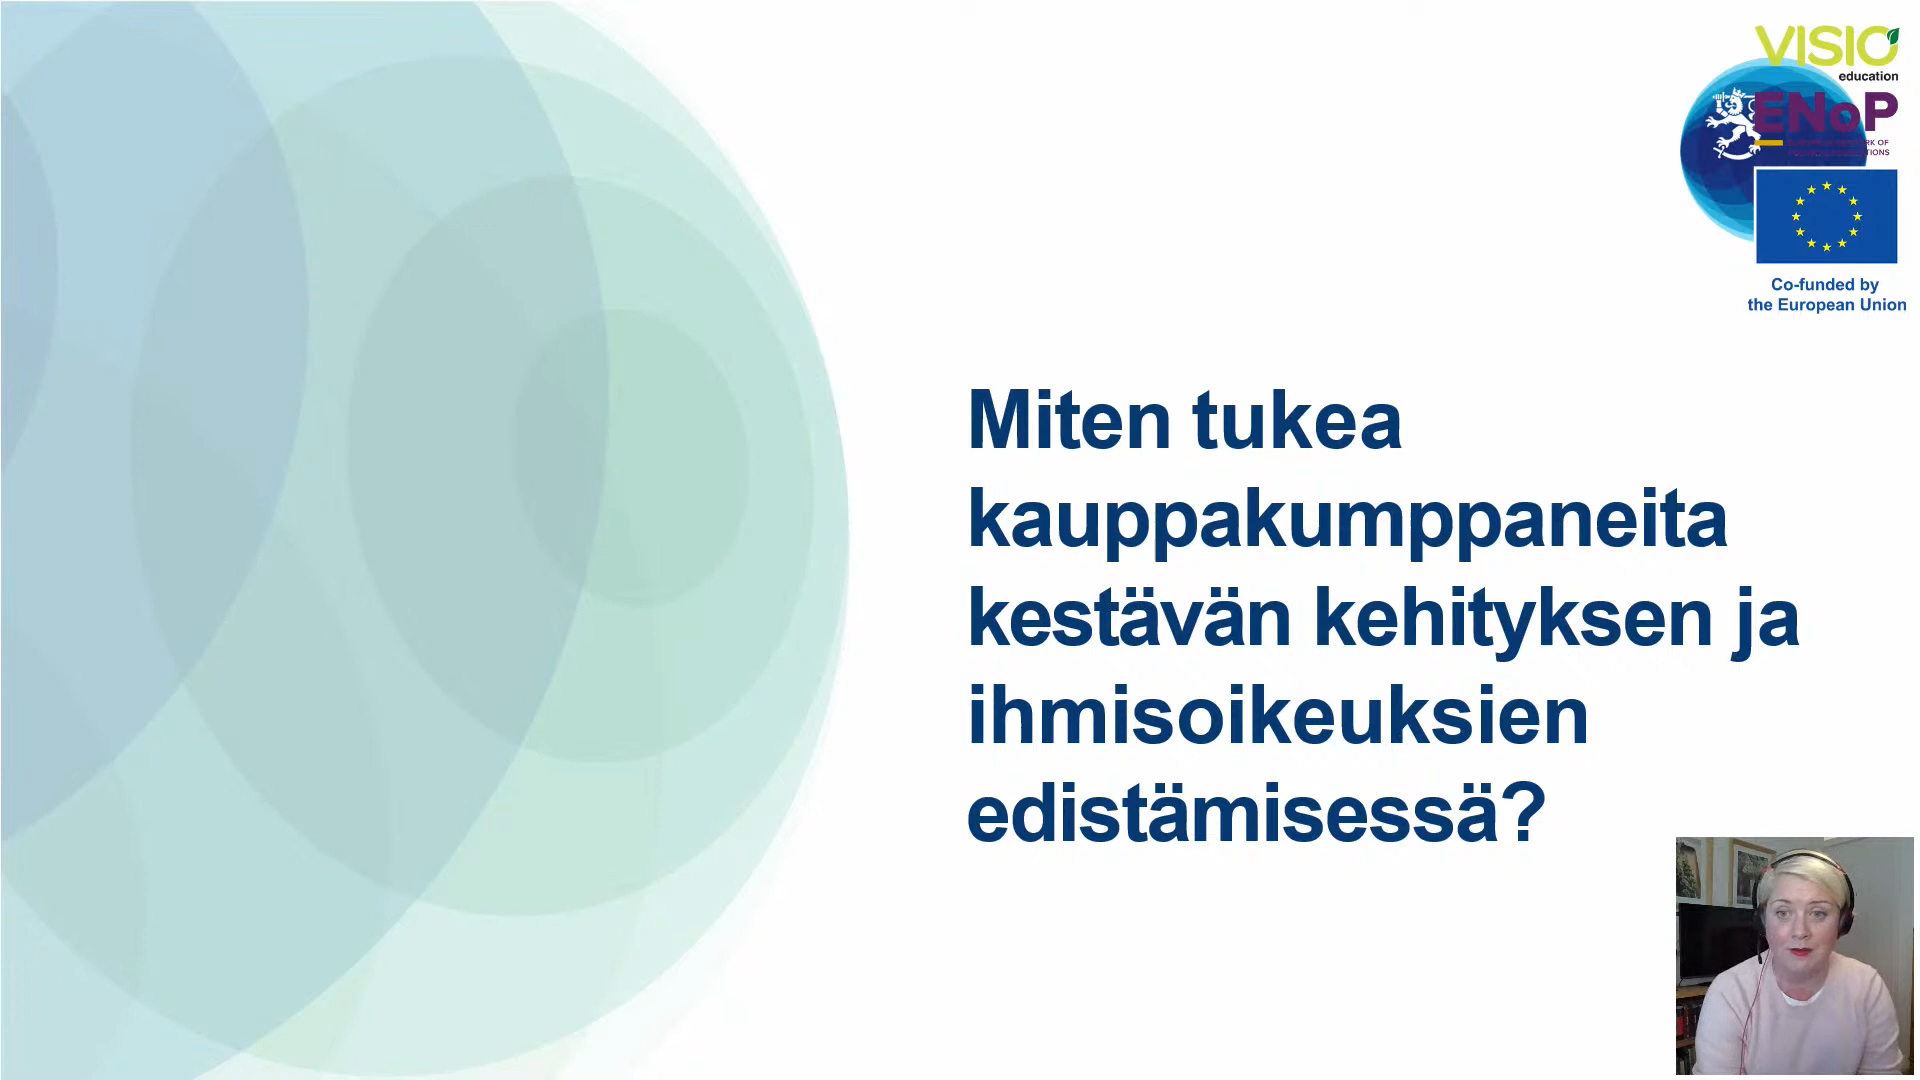 VISIO
education
ENoP
Co-funded by
the European Union
Miten tukea
kauppakumppaneita
kestävän kehityksen ja
ihmisoikeuksien
edistämisessä?